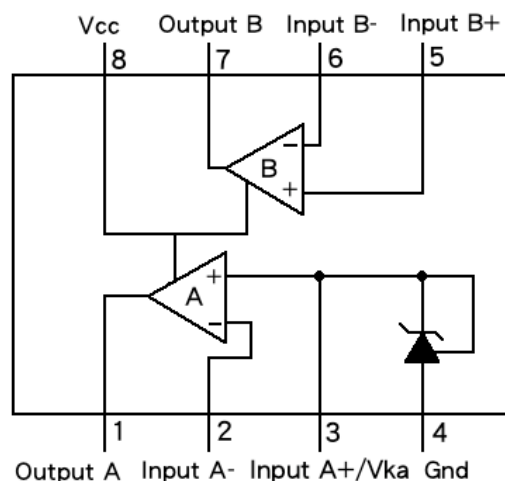 Vcc Output B Input B- Input B+
8 7 6 5
− B +
+ A −
1 2 3 4
Output A Input A- Input A+/Vka Gnd